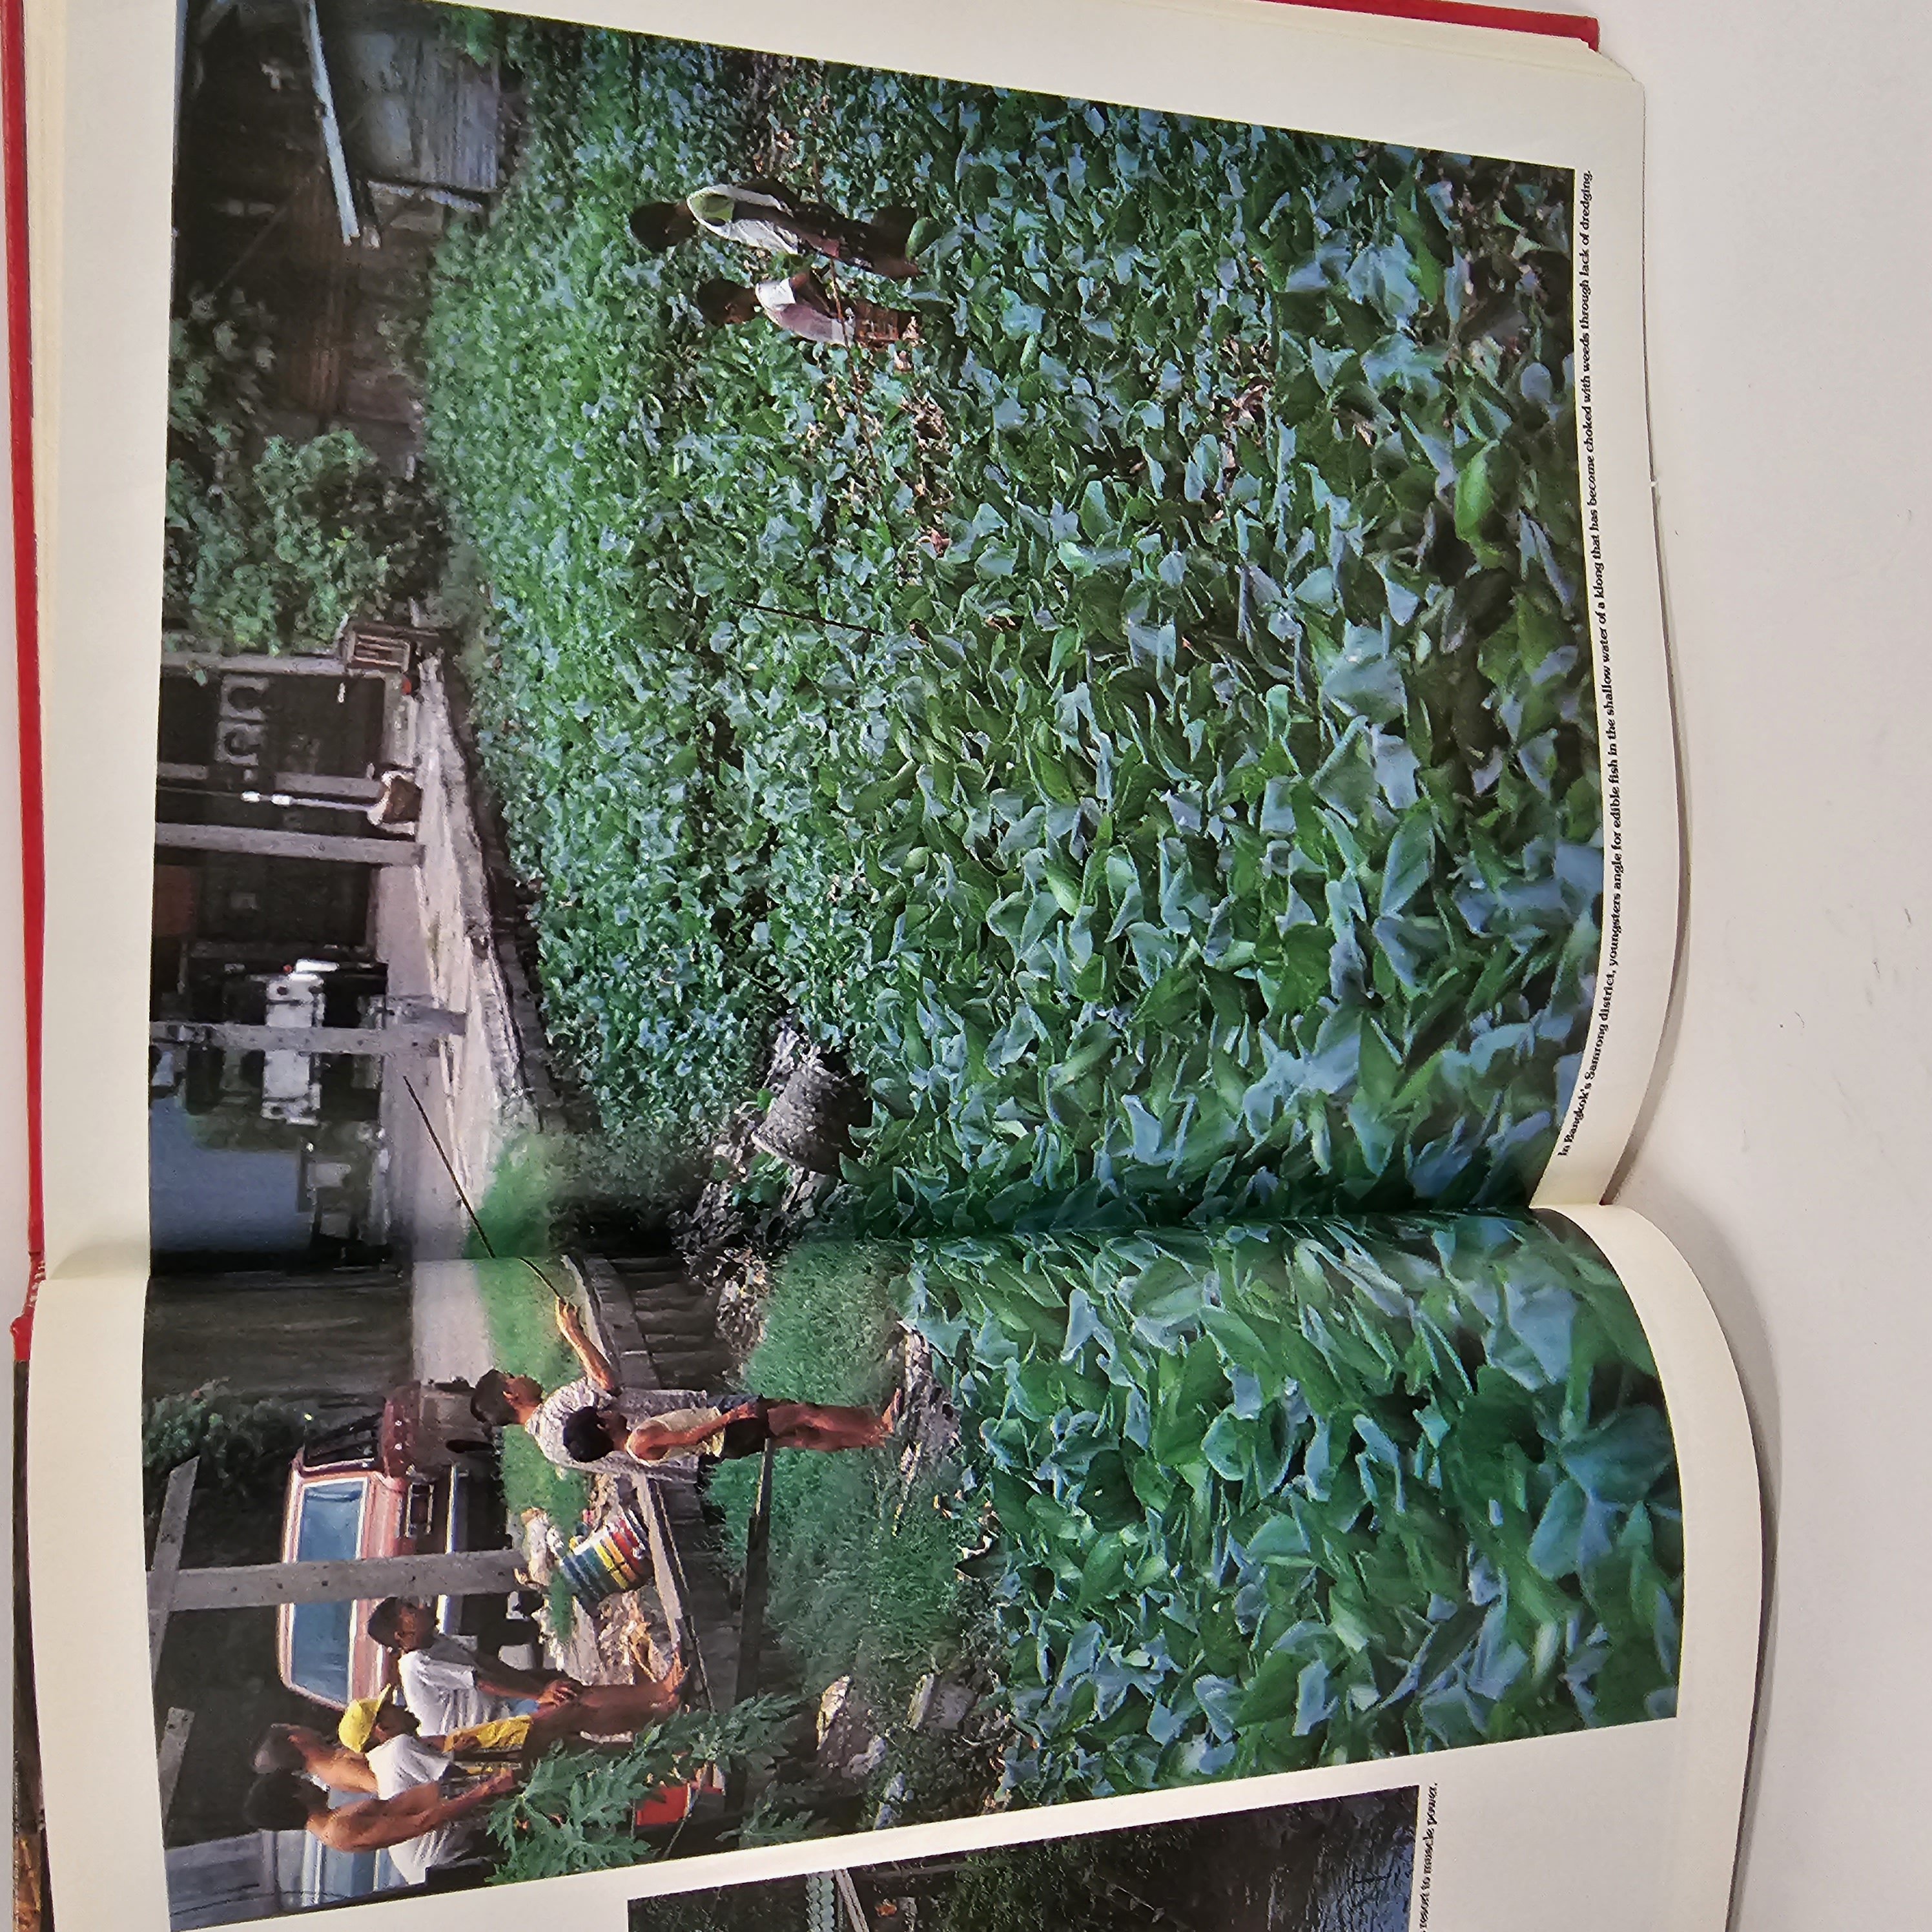 resort to muscle power.
In Bangkok's Samrong district, youngsters angle for edible fish in the shallow water of a klong that has become choked with weeds through lack of dredging.